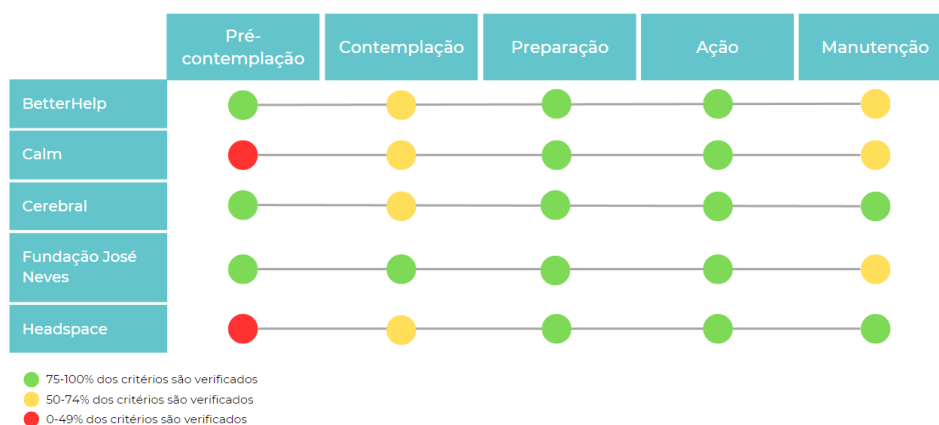 Pré-
contemplação
Contemplação
Preparação
Ação
Manutenção
BetterHelp
Calm
Cerebral
Fundação José
Neves
Headspace
75-100% dos critérios são verificados
50-74% dos critérios são verificados
0-49% dos critérios são verificados